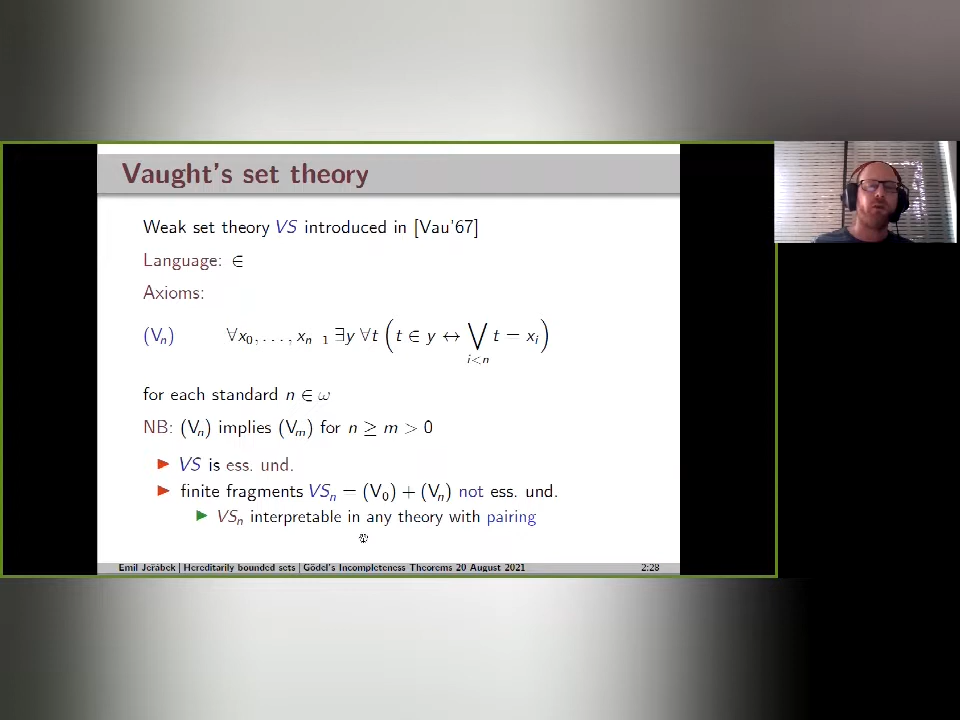 Vaught's set theory
Weak set theory VS introduced in [Vau'67]
Language: ∈
Axioms:
(Vₙ) ∀x₀, . . . , xₙ₋₁ ∃y ∀t (t ∈ y ↔ ⋁ t = xᵢ)
i<n
for each standard n ∈ ω
NB: (Vₙ) implies (Vₘ) for n ≥ m > 0
▶ VS is ess. und.
▶ finite fragments VSₙ = (V₀) + (Vₙ) not ess. und.
▶ VSₙ interpretable in any theory with pairing
Emil Jeřábek | Hereditarily bounded sets | Gödel's Incompleteness Theorems 20 August 2021 2:28